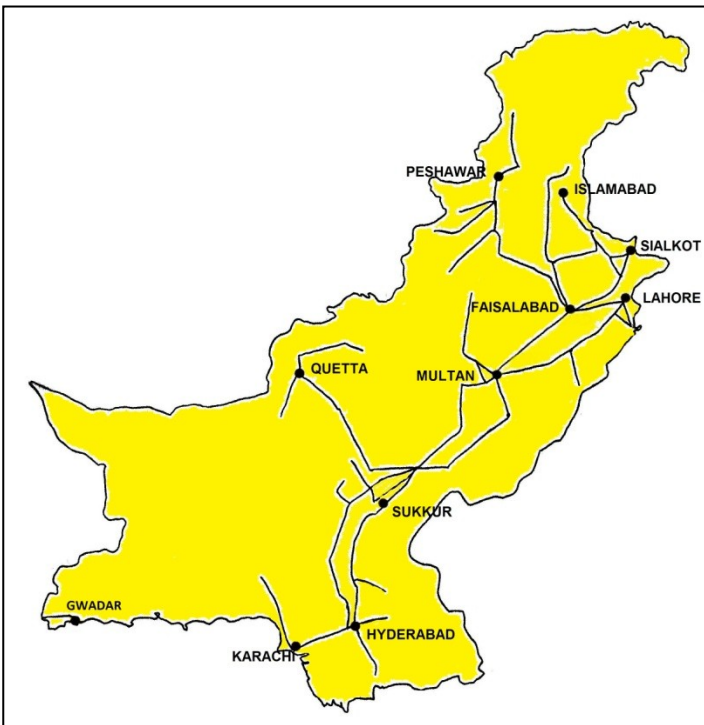 PESHAWAR
ISLAMABAD
SIALKOT
LAHORE
FAISALABAD
QUETTA
MULTAN
SUKKUR
GWADAR
HYDERABAD
KARACHI